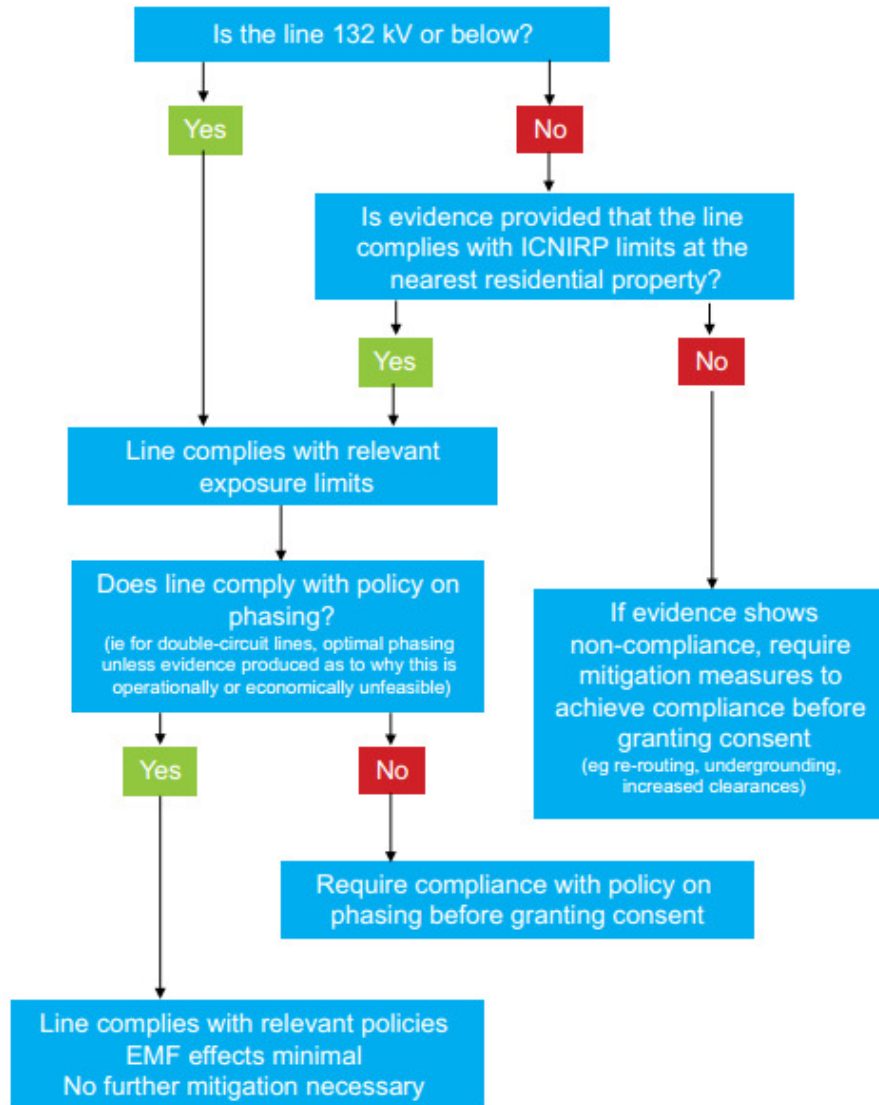 Is the line 132 kV or below?
Yes
No
Is evidence provided that the line
complies with ICNIRP limits at the
nearest residential property?
Yes
No
Line complies with relevant
exposure limits
Does line comply with policy on
phasing?
(ie for double-circuit lines, optimal phasing
unless evidence produced as to why this is
operationally or economically unfeasible)
If evidence shows
non-compliance, require
mitigation measures to
achieve compliance before
granting consent
(eg re-routing, undergrounding,
increased clearances)
Yes
No
Require compliance with policy on
phasing before granting consent
Line complies with relevant policies
EMF effects minimal
No further mitigation necessary